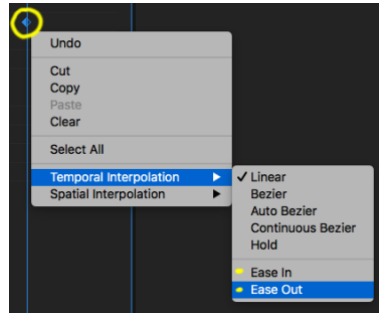 Undo
Cut
Copy
Paste
Clear
Select All
Temporal Interpolation
Spatial Interpolation
Linear
Bezier
Auto Bezier
Continuous Bezier
Hold
Ease In
Ease Out